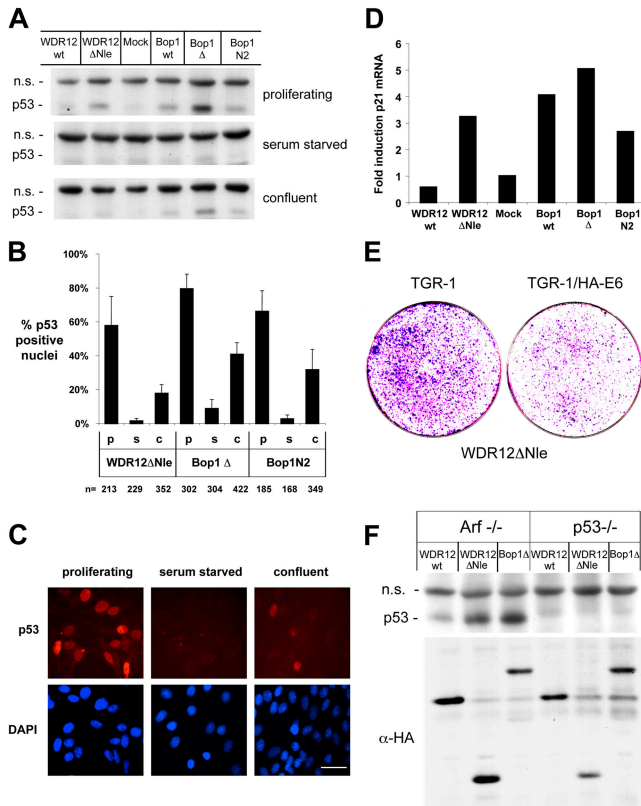 A
WDR12 wt
WDR12 ΔNle
Mock
Bop1 wt
Bop1 Δ
Bop1 N2
n.s. -
p53 -
proliferating
n.s. -
p53 -
serum starved
n.s. -
p53 -
confluent
B
% p53 positive nuclei
100%
80%
60%
40%
20%
0%
p s c p s c p s c
WDR12ΔNle Bop1 Δ Bop1N2
n= 213 229 352 302 304 422 185 168 349
C
proliferating serum starved confluent
p53
DAPI
D
Fold induction p21 mRNA
6
5
4
3
2
1
0
WDR12 wt
WDR12 ΔNle
Mock
Bop1 wt
Bop1 Δ
Bop1 N2
E
TGR-1 TGR-1/HA-E6
WDR12ΔNle
F
Arf -/- p53-/-
WDR12 wt
WDR12 ΔNle
Bop1Δ
WDR12 wt
WDR12 ΔNle
Bop1Δ
n.s. -
p53 -
α-HA